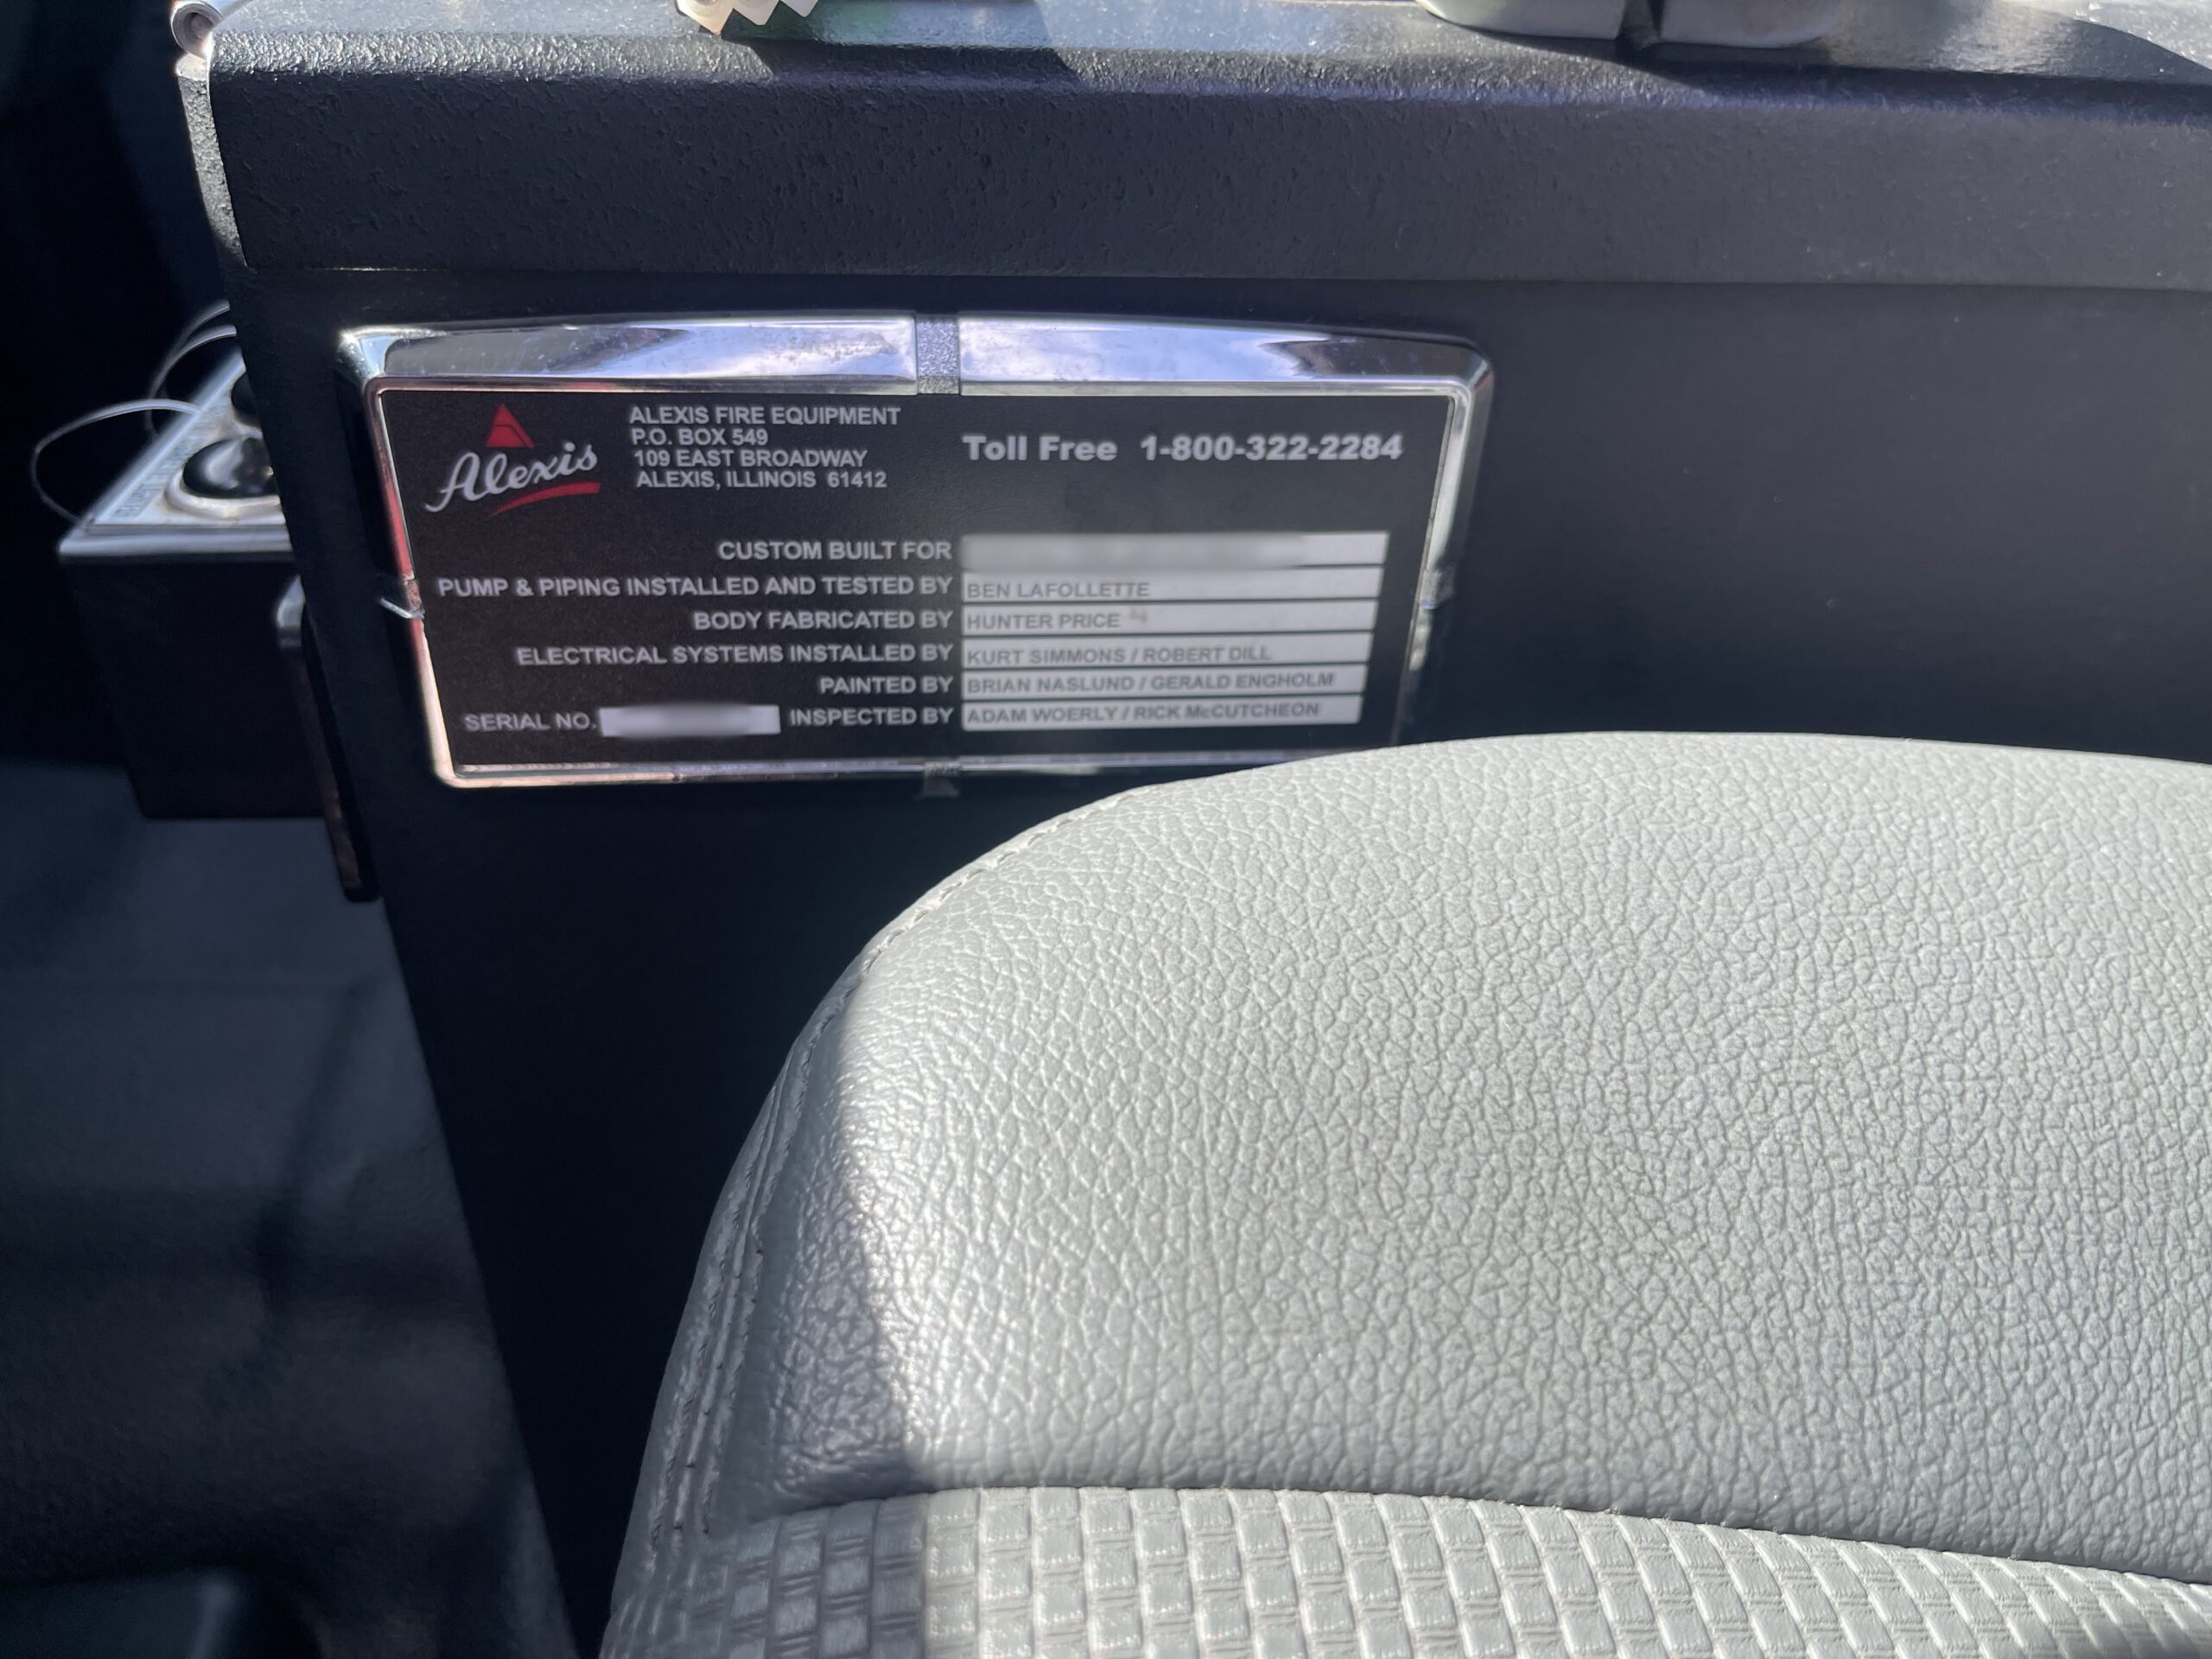 Alexis
ALEXIS FIRE EQUIPMENT
P.O. BOX 549
109 EAST BROADWAY
ALEXIS, ILLINOIS 61412
Toll Free 1-800-322-2284
CUSTOM BUILT FOR
PUMP & PIPING INSTALLED AND TESTED BY BEN LAFOLLETTE
BODY FABRICATED BY HUNTER PRICE
ELECTRICAL SYSTEMS INSTALLED BY KURT SIMMONS / ROBERT DILL
PAINTED BY BRIAN NASLUND / GERALD ENGHOLM
SERIAL NO. INSPECTED BY ADAM WOERLY / RICK McCUTCHEON